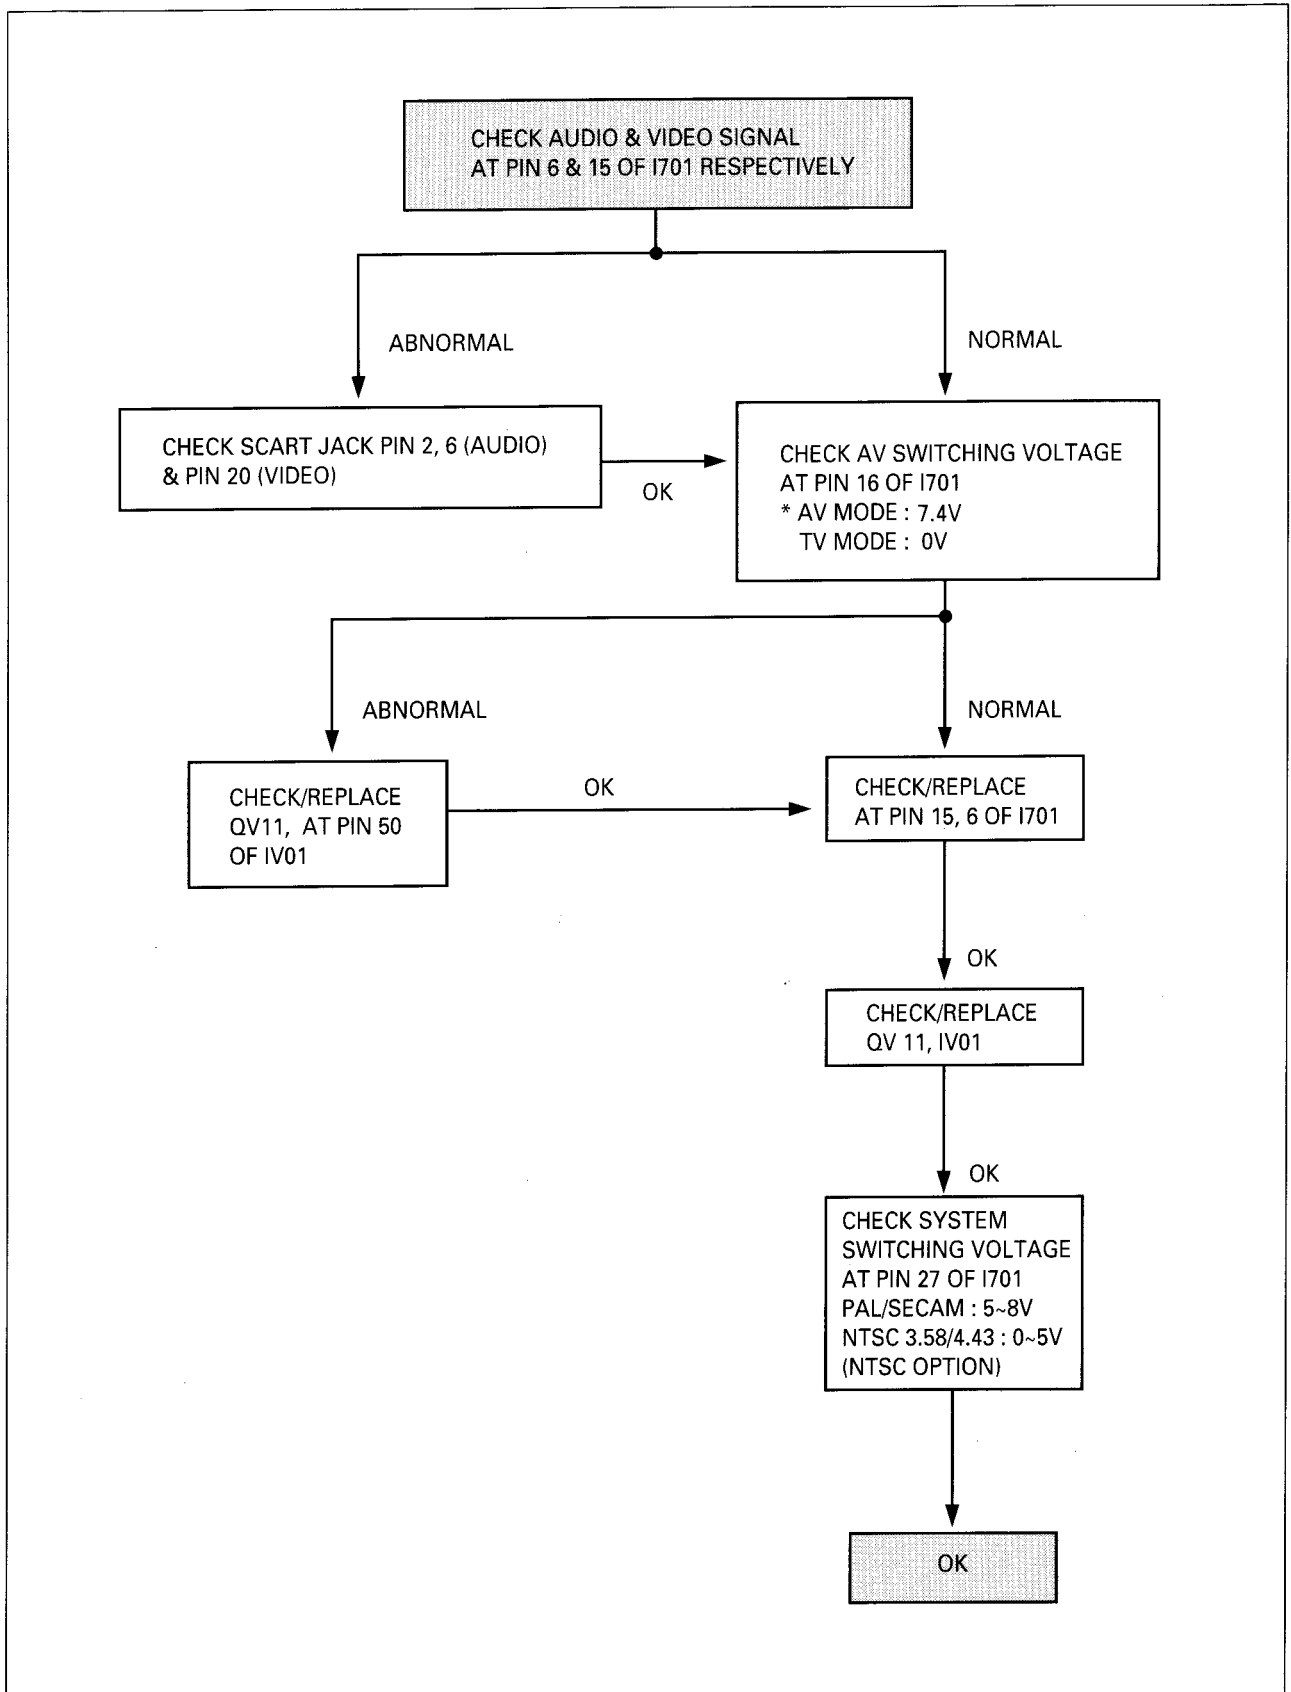 CHECK AUDIO & VIDEO SIGNAL
AT PIN 6 & 15 OF I701 RESPECTIVELY
ABNORMAL
NORMAL
CHECK SCART JACK PIN 2, 6 (AUDIO)
& PIN 20 (VIDEO)
OK
CHECK AV SWITCHING VOLTAGE
AT PIN 16 OF I701
* AV MODE : 7.4V
TV MODE : 0V
ABNORMAL
NORMAL
CHECK/REPLACE
QV11, AT PIN 50
OF IV01
OK
CHECK/REPLACE
AT PIN 15, 6 OF I701
OK
CHECK/REPLACE
QV 11, IV01
OK
CHECK SYSTEM
SWITCHING VOLTAGE
AT PIN 27 OF I701
PAL/SECAM : 5~8V
NTSC 3.58/4.43 : 0~5V
(NTSC OPTION)
OK